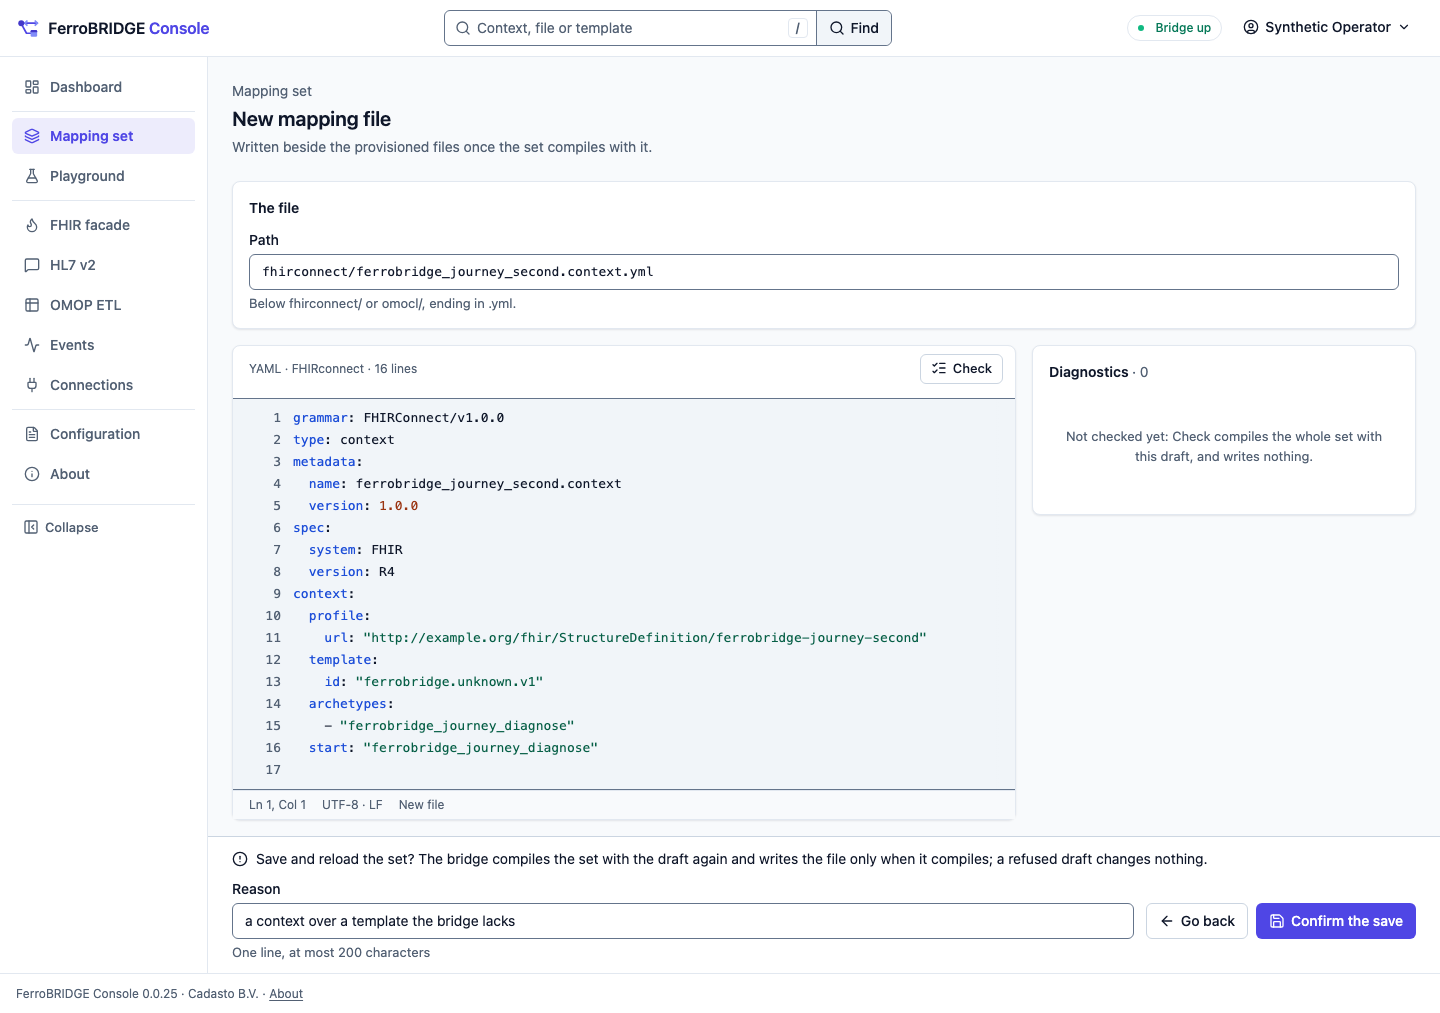 FerroBRIDGE Console
Context, file or template
/
Find
Bridge up
Synthetic Operator
Dashboard
Mapping set
Playground
FHIR facade
HL7 v2
OMOP ETL
Events
Connections
Configuration
About
Collapse
Mapping set
New mapping file
Written beside the provisioned files once the set compiles with it.
The file
Path
fhirconnect/ferrobridge_journey_second.context.yml
Below fhirconnect/ or omocl/, ending in .yml.
YAML · FHIRconnect · 16 lines
Check
1 grammar: FHIRConnect/v1.0.0
2 type: context
3 metadata:
4   name: ferrobridge_journey_second.context
5   version: 1.0.0
6 spec:
7   system: FHIR
8   version: R4
9 context:
10   profile:
11     url: "http://example.org/fhir/StructureDefinition/ferrobridge-journey-second"
12   template:
13     id: "ferrobridge.unknown.v1"
14   archetypes:
15     - "ferrobridge_journey_diagnose"
16   start: "ferrobridge_journey_diagnose"
17
Ln 1, Col 1 UTF-8 · LF New file
Diagnostics · 0
Not checked yet: Check compiles the whole set with
this draft, and writes nothing.
Save and reload the set? The bridge compiles the set with the draft again and writes the file only when it compiles; a refused draft changes nothing.
Reason
a context over a template the bridge lacks
Go back
Confirm the save
One line, at most 200 characters
FerroBRIDGE Console 0.0.25 · Cadasto B.V. · About